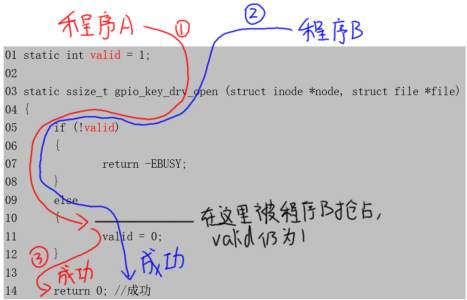 程序A ① ② 程序B
01 static int valid = 1;
02
03 static ssize_t gpio_key_drv_open (struct inode *node, struct file *file)
04 {
05 if (!valid)
06 {
07 return -EBUSY;
08 }
09 else
10 { 在这里被程序B抢占,
11 valid = 0; valid仍为1
12 } ③ 成功 成功
13
14 return 0; //成功